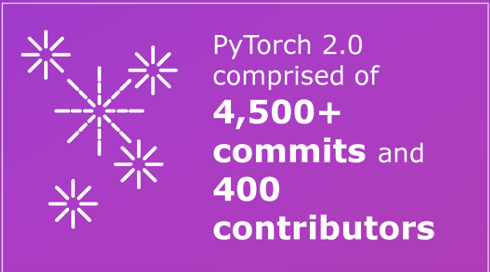 PyTorch 2.0
comprised of
4,500+
commits and
400
contributors